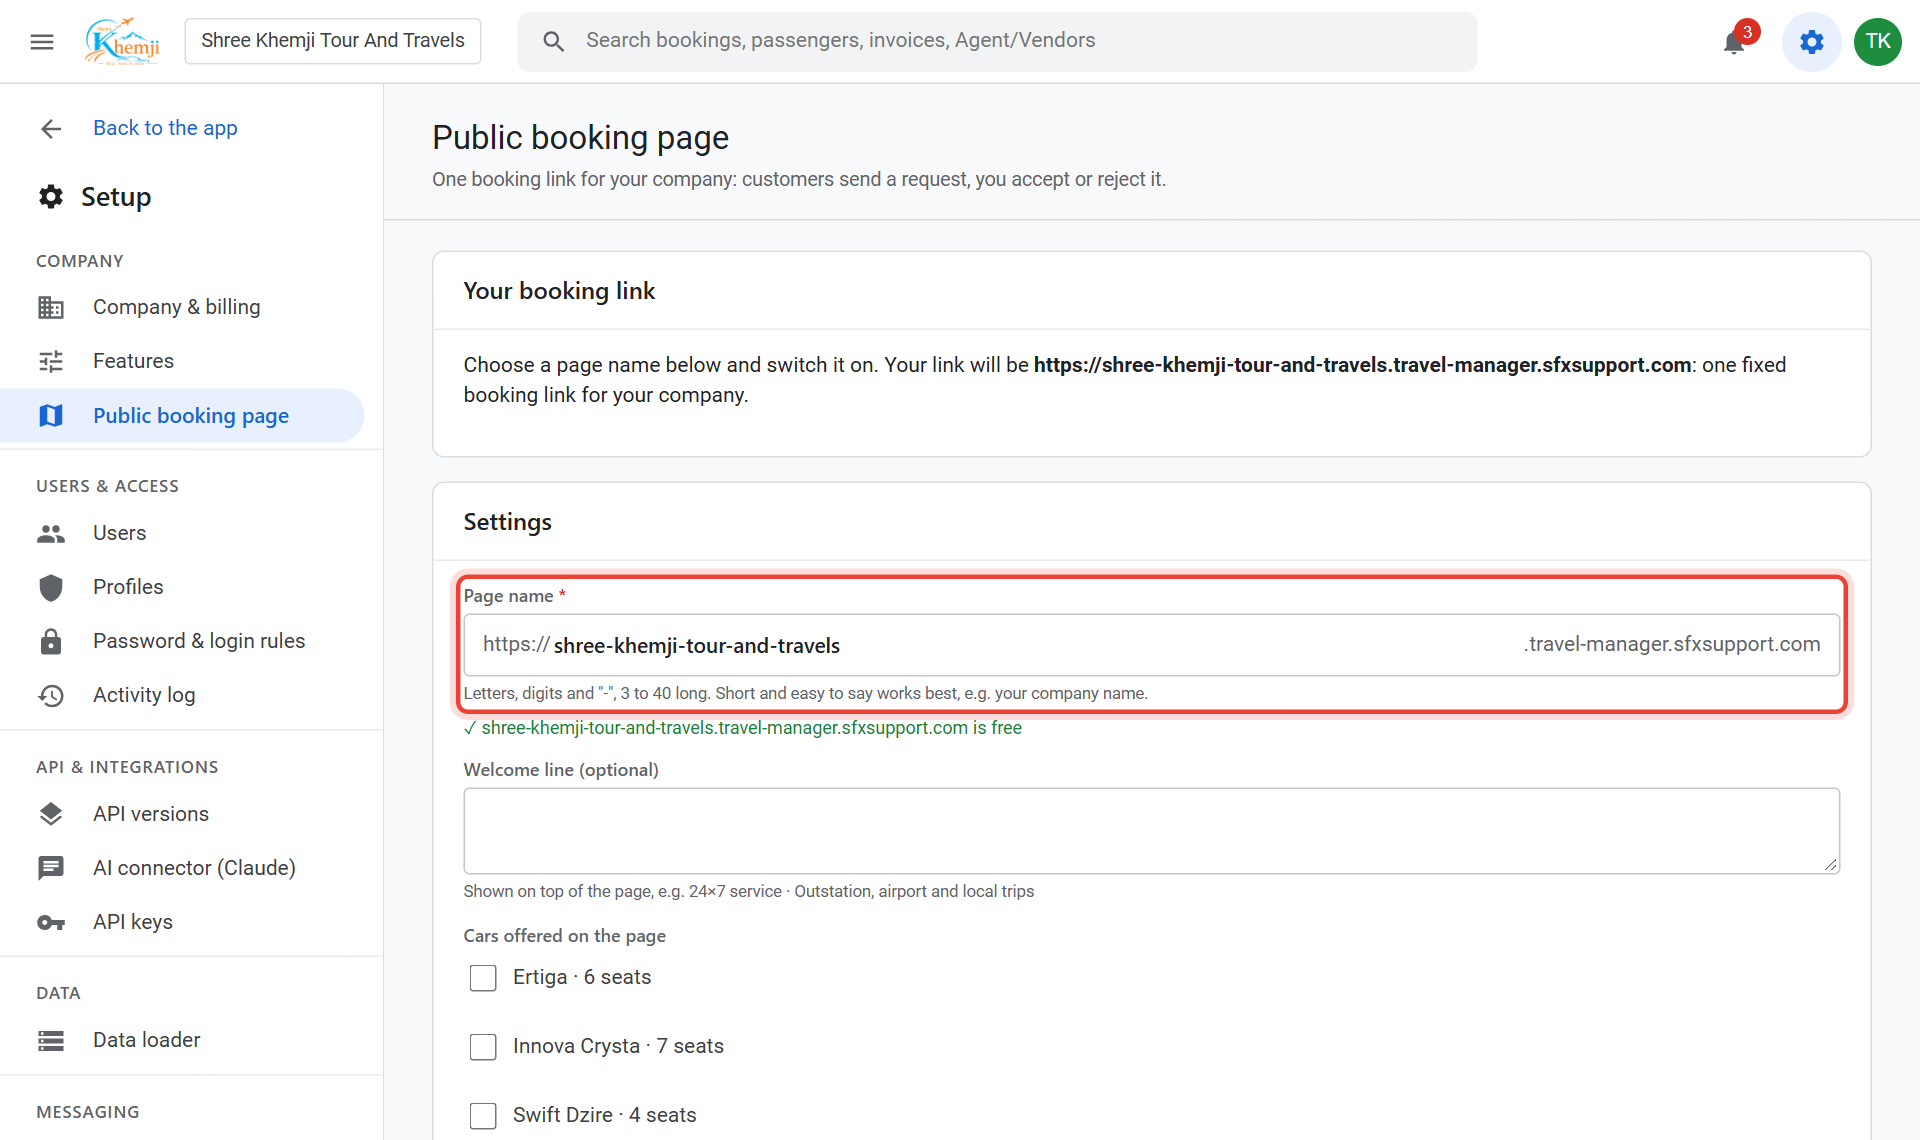 Khemji
Shree Khemji Tour And Travels
Search bookings, passengers, invoices, Agent/Vendors
3
TK
Back to the app
Setup
COMPANY
Company & billing
Features
Public booking page
USERS & ACCESS
Users
Profiles
Password & login rules
Activity log
API & INTEGRATIONS
API versions
AI connector (Claude)
API keys
DATA
Data loader
MESSAGING
Public booking page
One booking link for your company: customers send a request, you accept or reject it.
Your booking link
Choose a page name below and switch it on. Your link will be https://shree-khemji-tour-and-travels.travel-manager.sfxsupport.com: one fixed
booking link for your company.
Settings
Page name *
https:// shree-khemji-tour-and-travels .travel-manager.sfxsupport.com
Letters, digits and "-", 3 to 40 long. Short and easy to say works best, e.g. your company name.
✓ shree-khemji-tour-and-travels.travel-manager.sfxsupport.com is free
Welcome line (optional)
Shown on top of the page, e.g. 24×7 service · Outstation, airport and local trips
Cars offered on the page
Ertiga · 6 seats
Innova Crysta · 7 seats
Swift Dzire · 4 seats